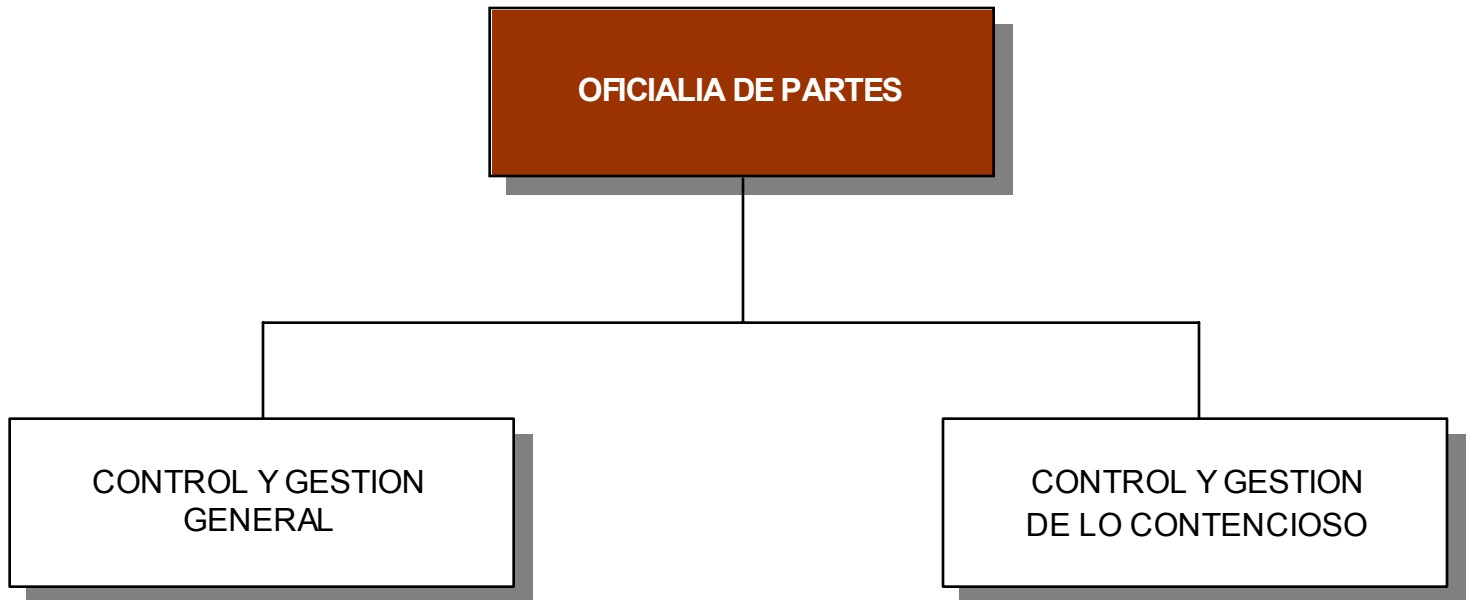 OFICIALIA DE PARTES
CONTROL Y GESTION
GENERAL
CONTROL Y GESTION
DE LO CONTENCIOSO